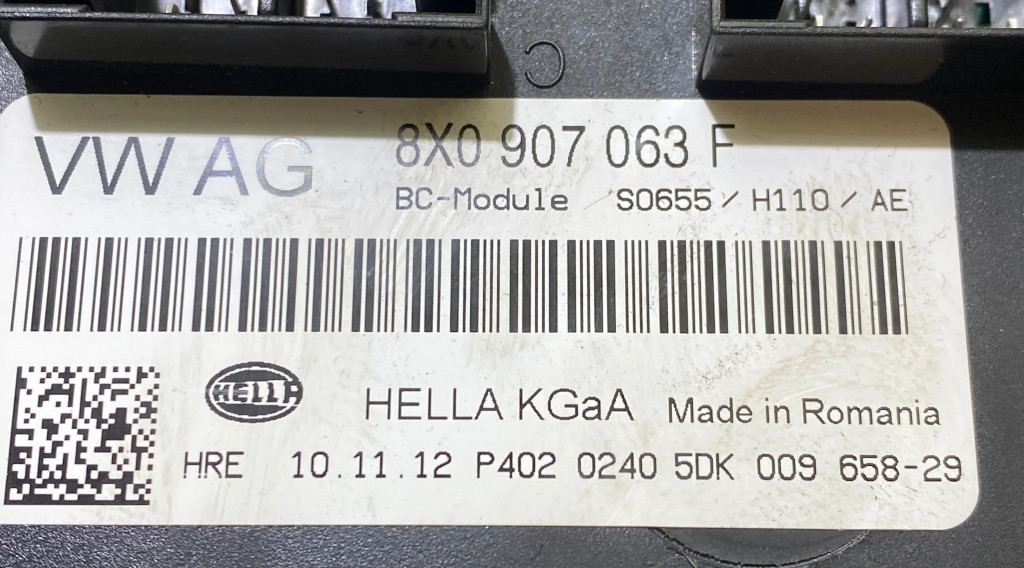 C
VW AG 8X0 907 063 F
BC-Module S0655 / H110 / AE
HELLA HELLA KGaA Made in Romania
HRE 10.11.12 P402 0240 5DK 009 658-29